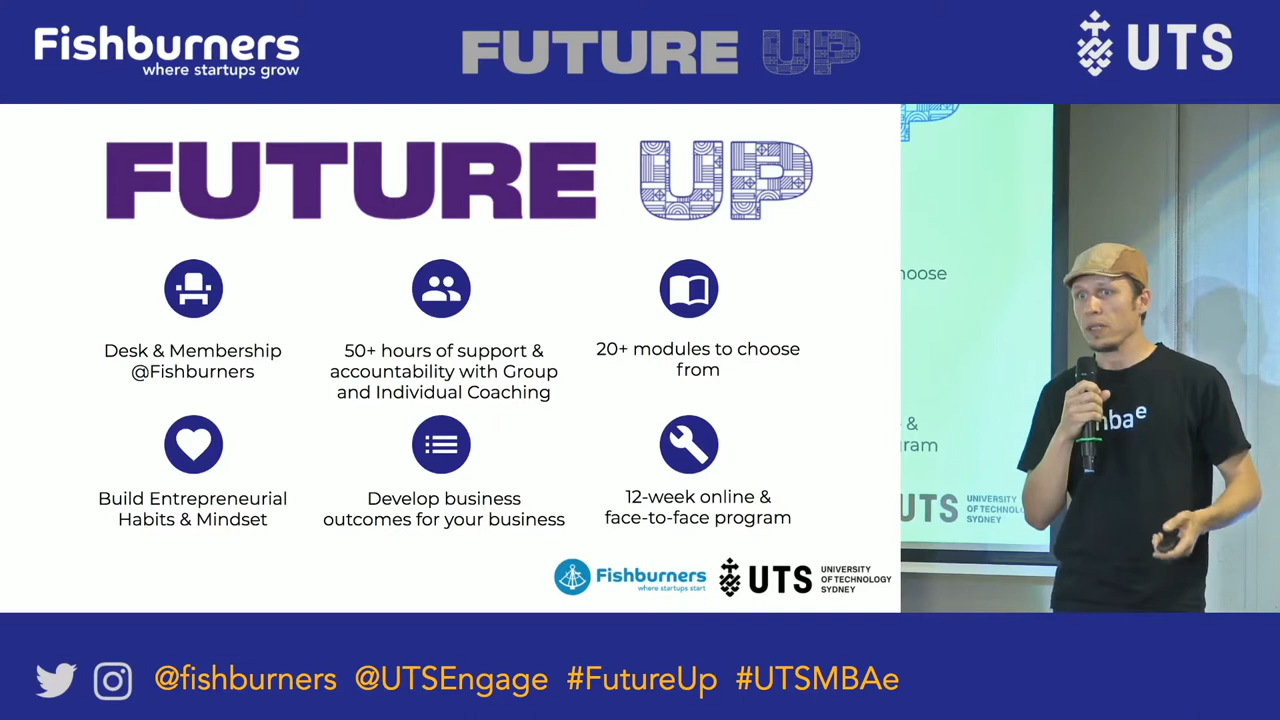 Fishburners
where startups grow
FUTURE UP
UTS
FUTURE UP
Desk & Membership
@Fishburners
50+ hours of support &
accountability with Group
and Individual Coaching
20+ modules to choose
from
Build Entrepreneurial
Habits & Mindset
Develop business
outcomes for your business
12-week online &
face-to-face program
Fishburners
where startups start
UTS
UNIVERSITY
OF TECHNOLOGY
SYDNEY
P
hoose
&
gram
UTS
UNIVERSITY
OF TECHNOLO
SYDNEY
mbae
@fishburners @UTSEngage #FutureUp #UTSMBAe